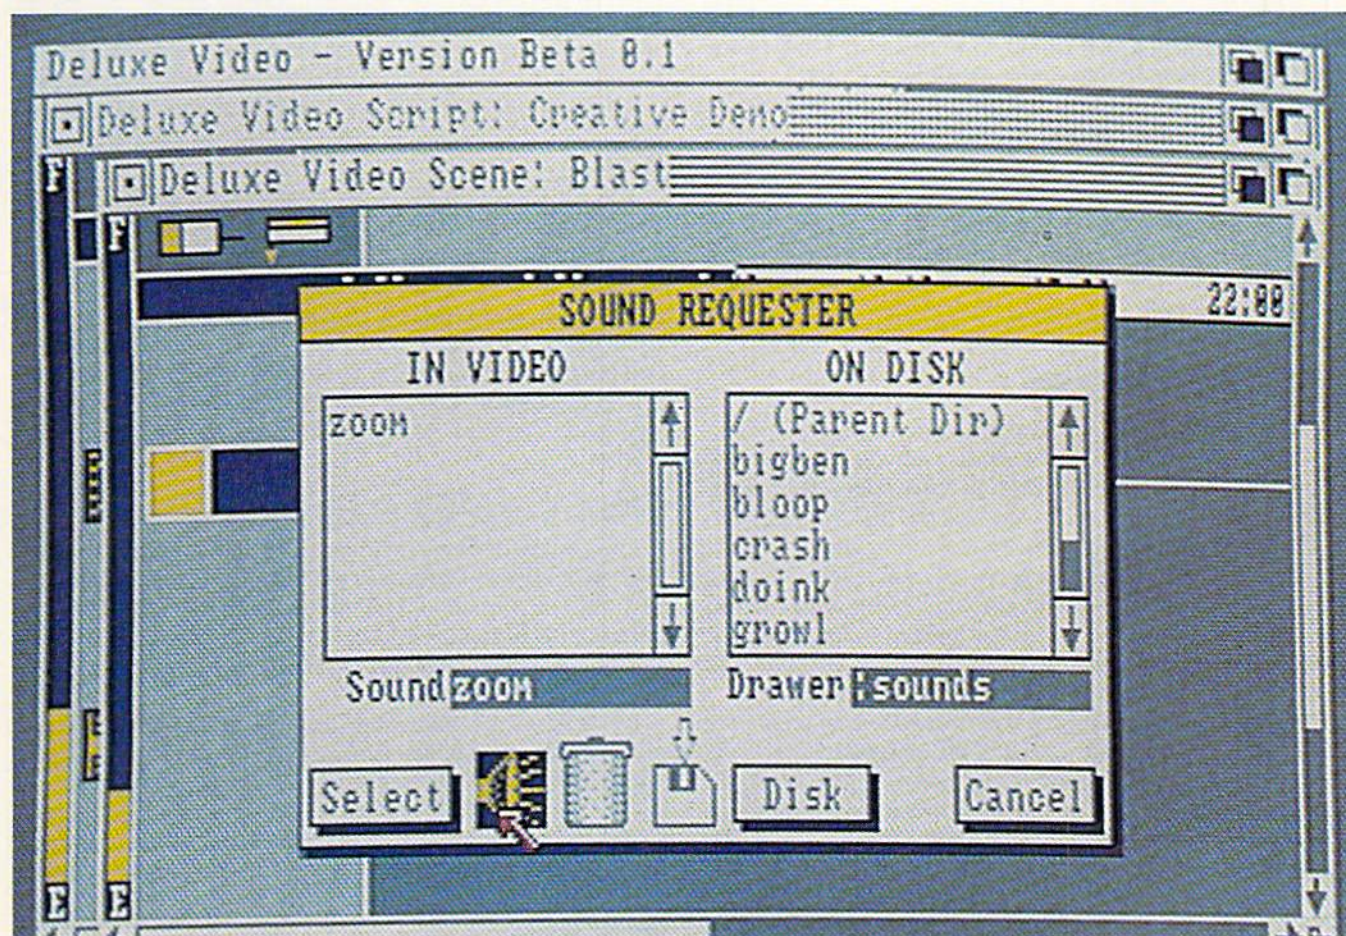 Deluxe Video - Version Beta 0.1
Deluxe Video Script: Creative Demo
Deluxe Video Scene: Blast
F
F
22:00
SOUND REQUESTER
IN VIDEO
ON DISK
zoom
/ (Parent Dir)
bigben
bloop
crash
doink
growl
Sound zoom
Drawer :sounds
Select
Disk
Cancel
E
E